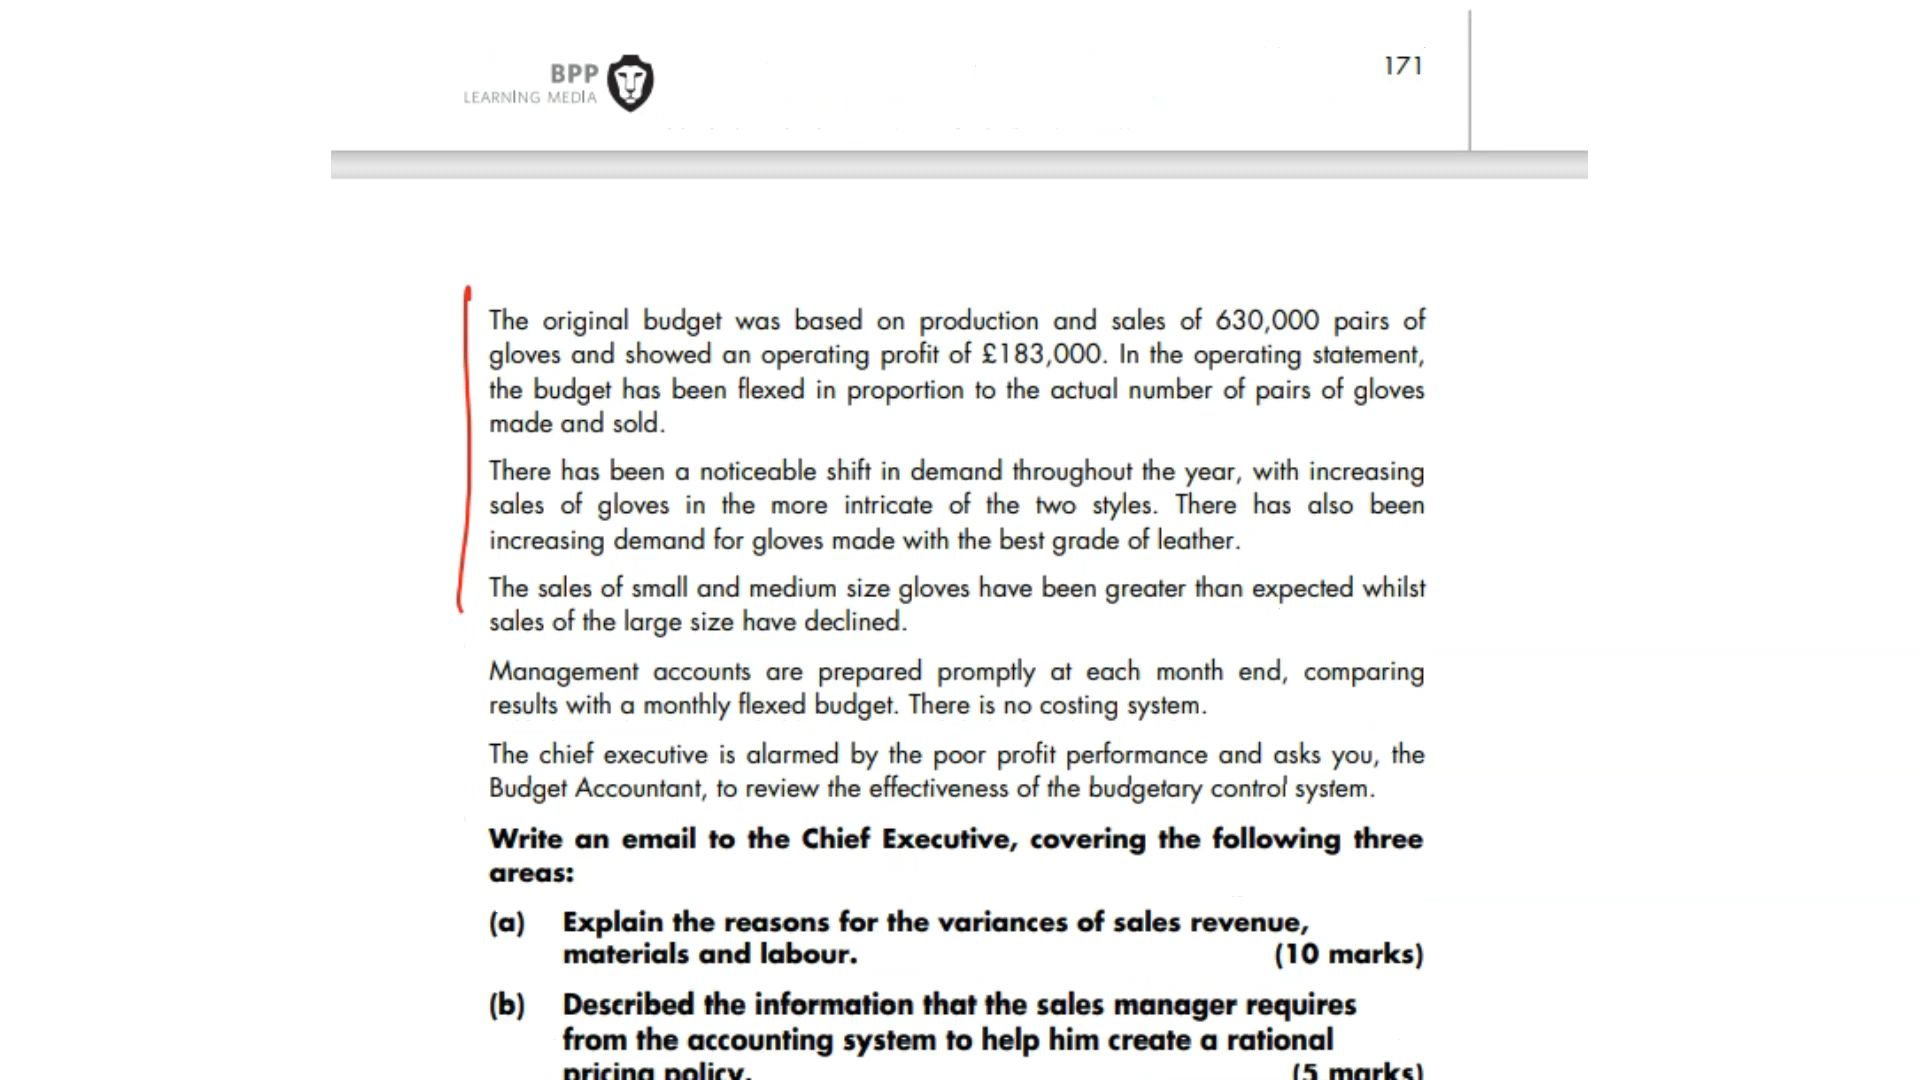 BPP
LEARNING MEDIA
171
The original budget was based on production and sales of 630,000 pairs of
gloves and showed an operating profit of £183,000. In the operating statement,
the budget has been flexed in proportion to the actual number of pairs of gloves
made and sold.
There has been a noticeable shift in demand throughout the year, with increasing
sales of gloves in the more intricate of the two styles. There has also been
increasing demand for gloves made with the best grade of leather.
The sales of small and medium size gloves have been greater than expected whilst
sales of the large size have declined.
Management accounts are prepared promptly at each month end, comparing
results with a monthly flexed budget. There is no costing system.
The chief executive is alarmed by the poor profit performance and asks you, the
Budget Accountant, to review the effectiveness of the budgetary control system.
Write an email to the Chief Executive, covering the following three
areas:
(a) Explain the reasons for the variances of sales revenue,
materials and labour. (10 marks)
(b) Described the information that the sales manager requires
from the accounting system to help him create a rational
pricing policy. (5 marks)